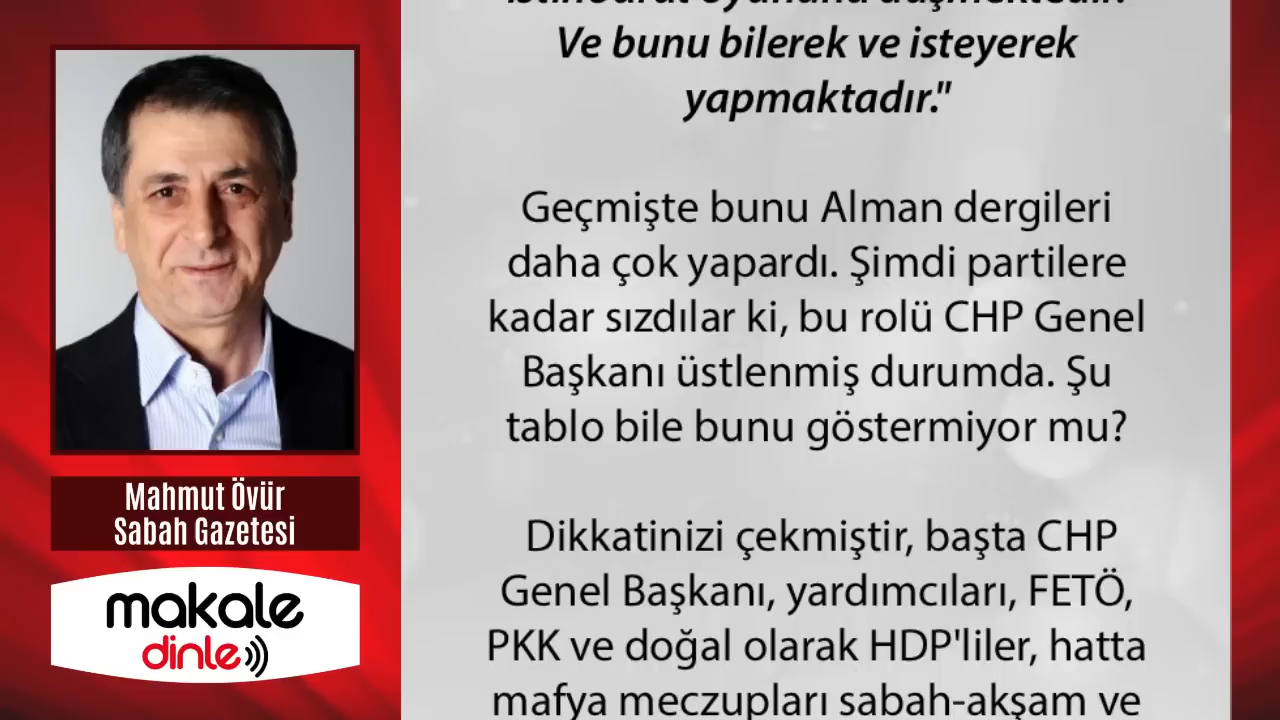 Mahmut Övür
Sabah Gazetesi
makale
dinle
istihbarat oyununa düşmektedir.
Ve bunu bilerek ve isteyerek
yapmaktadır."
Geçmişte bunu Alman dergileri
daha çok yapardı. Şimdi partilere
kadar sızdılar ki, bu rolü CHP Genel
Başkanı üstlenmiş durumda. Şu
tablo bile bunu göstermiyor mu?
Dikkatinizi çekmiştir, başta CHP
Genel Başkanı, yardımcıları, FETÖ,
PKK ve doğal olarak HDP'liler, hatta
mafya meczupları sabah-akşam ve